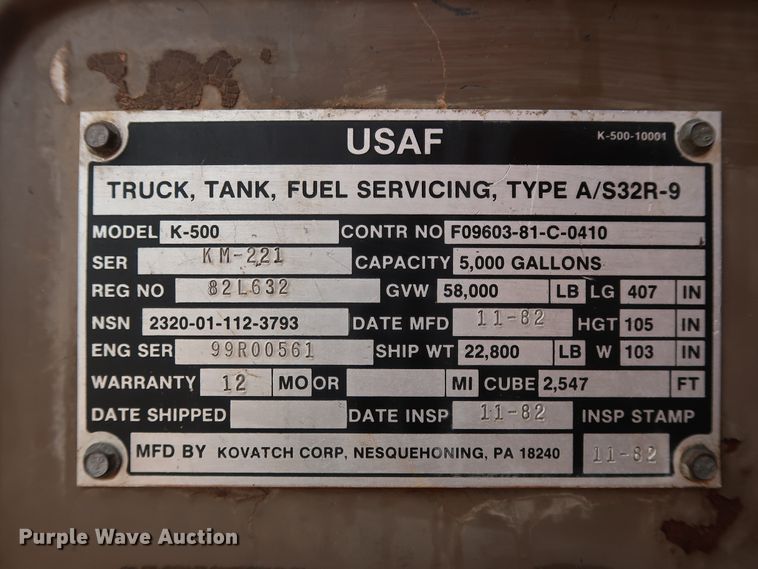 USAF K-500-10001
TRUCK, TANK, FUEL SERVICING, TYPE A/S32R-9
MODEL K-500 CONTR NO F09603-81-C-0410
SER KM-221 CAPACITY 5,000 GALLONS
REG NO 82L632 GVW 58,000 LB LG 407 IN
NSN 2320-01-112-3793 DATE MFD 11-82 HGT 105 IN
ENG SER 99R00561 SHIP WT 22,800 LB W 103 IN
WARRANTY 12 MO OR MI CUBE 2,547 FT
DATE SHIPPED DATE INSP 11-82 INSP STAMP
MFD BY KOVATCH CORP, NESQUEHONING, PA 18240 11-82
Purple Wave Auction